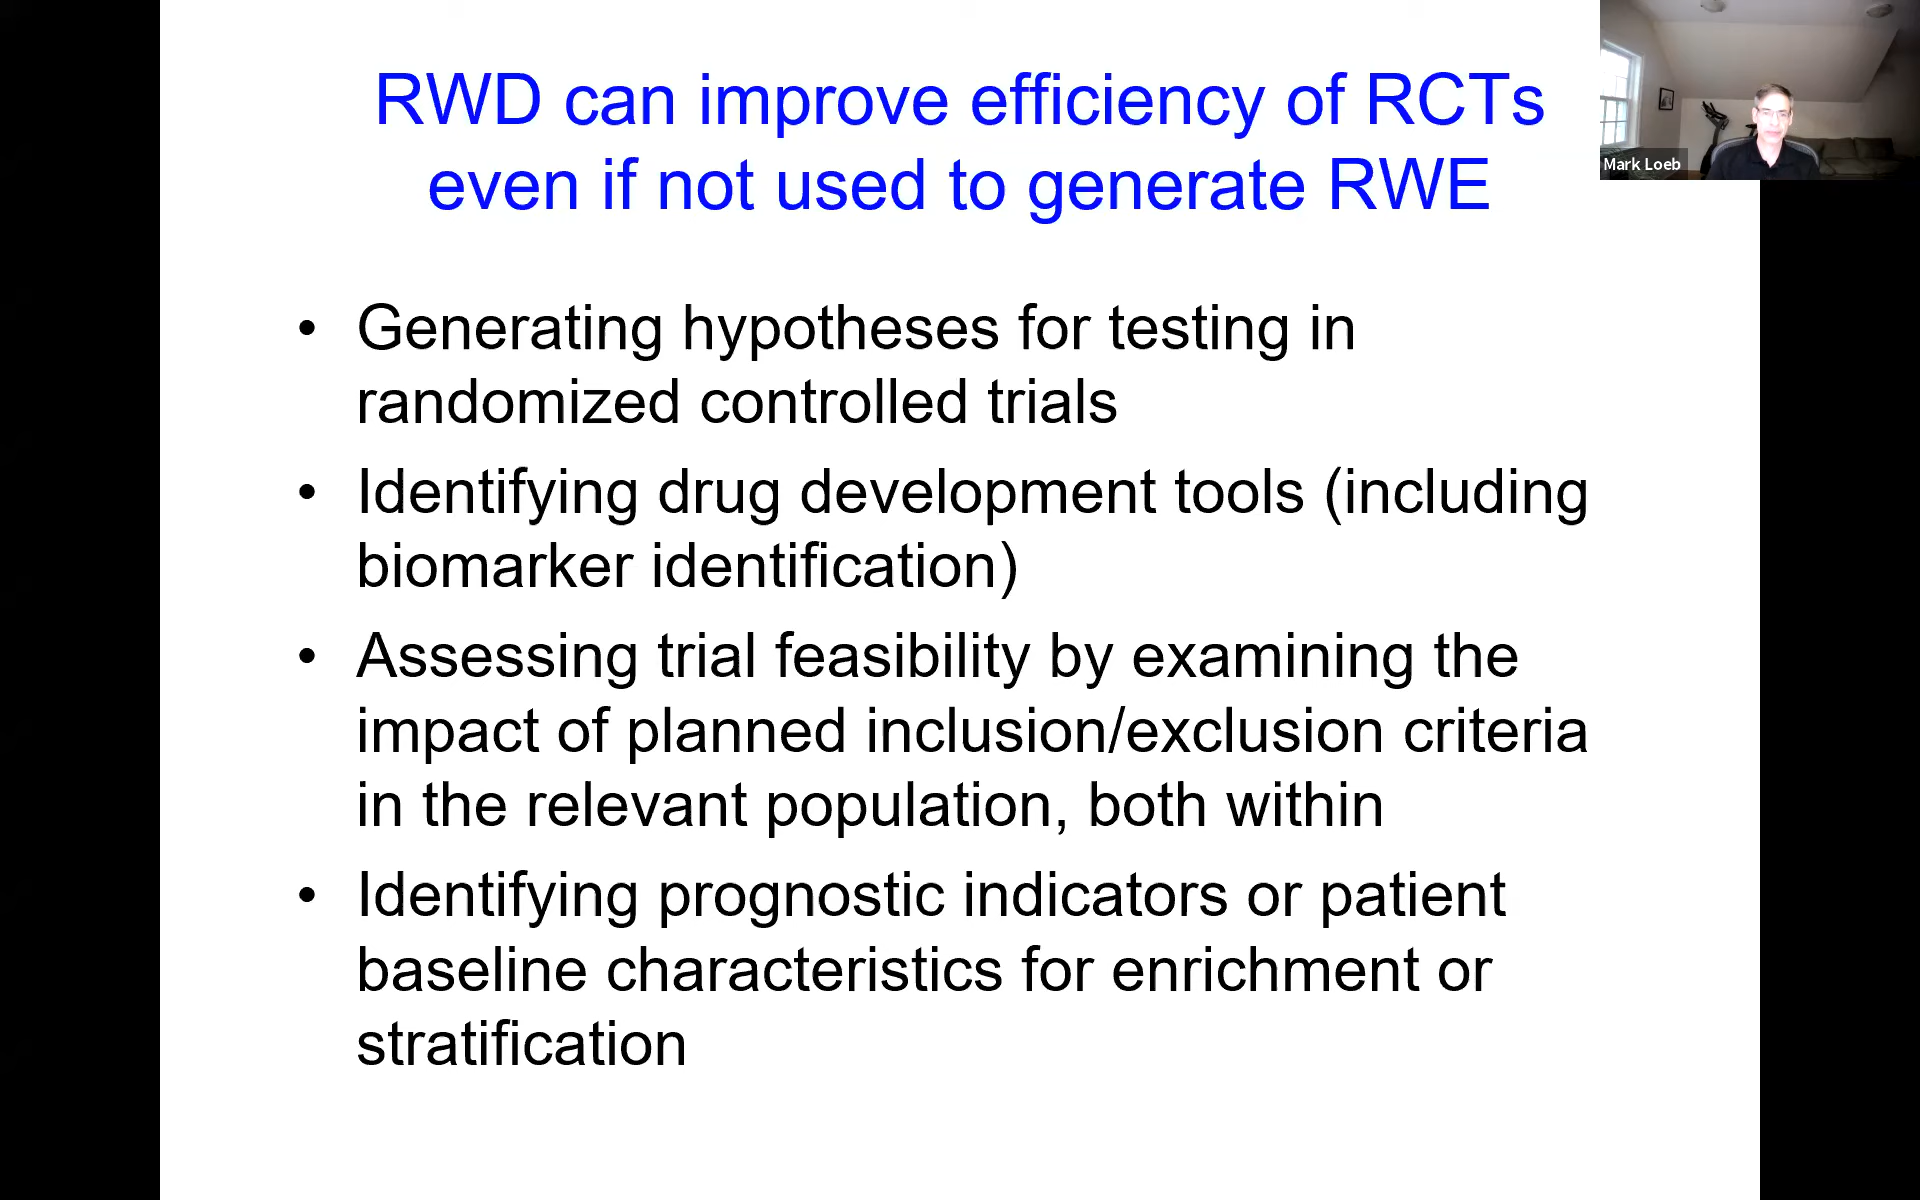 RWD can improve efficiency of RCTs
even if not used to generate RWE
Mark Loeb
• Generating hypotheses for testing in
randomized controlled trials
• Identifying drug development tools (including
biomarker identification)
• Assessing trial feasibility by examining the
impact of planned inclusion/exclusion criteria
in the relevant population, both within
• Identifying prognostic indicators or patient
baseline characteristics for enrichment or
stratification